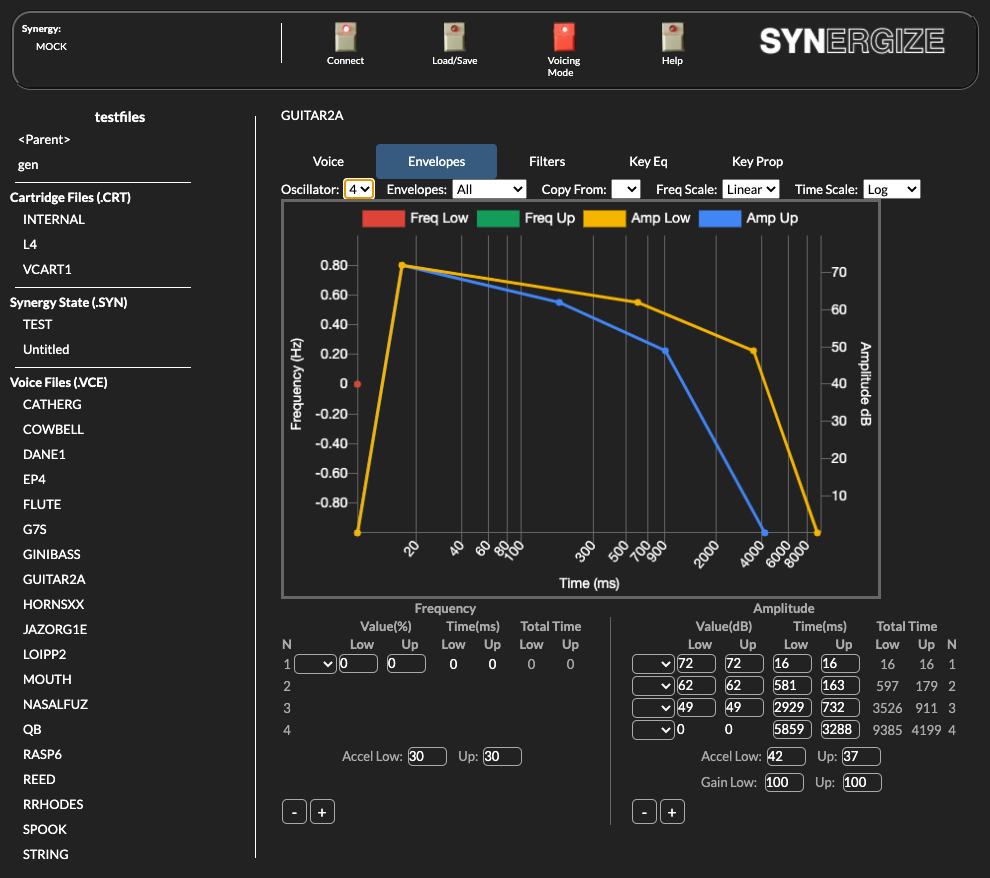 Synergy:
MOCK
Connect
Load/Save
Voicing
Mode
Help
SYNERGIZE
testfiles
<Parent>
gen
Cartridge Files (.CRT)
INTERNAL
L4
VCART1
Synergy State (.SYN)
TEST
Untitled
Voice Files (.VCE)
CATHERG
COWBELL
DANE1
EP4
FLUTE
G7S
GINIBASS
GUITAR2A
HORNSXX
JAZORG1E
LOIPP2
MOUTH
NASALFUZ
QB
RASP6
REED
RRHODES
SPOOK
STRING
GUITAR2A
Voice Envelopes Filters Key Eq Key Prop
Oscillator: 4 Envelopes: All Copy From: Freq Scale: Linear Time Scale: Log
Freq Low Freq Up Amp Low Amp Up
Frequency (Hz)
0.80
0.60
0.40
0.20
0
-0.20
-0.40
-0.60
-0.80
70
60
50
40
30
20
10
Amplitude dB
20 40 60 80 100 300 500 700 900 2000 4000 6000 8000
Time (ms)
Frequency
Value(%) Time(ms) Total Time
N Low Up Low Up Low Up
1 0 0 0 0 0 0
2
3
4
Accel Low: 30 Up: 30
- +
Amplitude
Value(dB) Time(ms) Total Time
Low Up Low Up Low Up N
72 72 16 16 16 16 1
62 62 581 163 597 179 2
49 49 2929 732 3526 911 3
0 0 5859 3288 9385 4199 4
Accel Low: 42 Up: 37
Gain Low: 100 Up: 100
- +